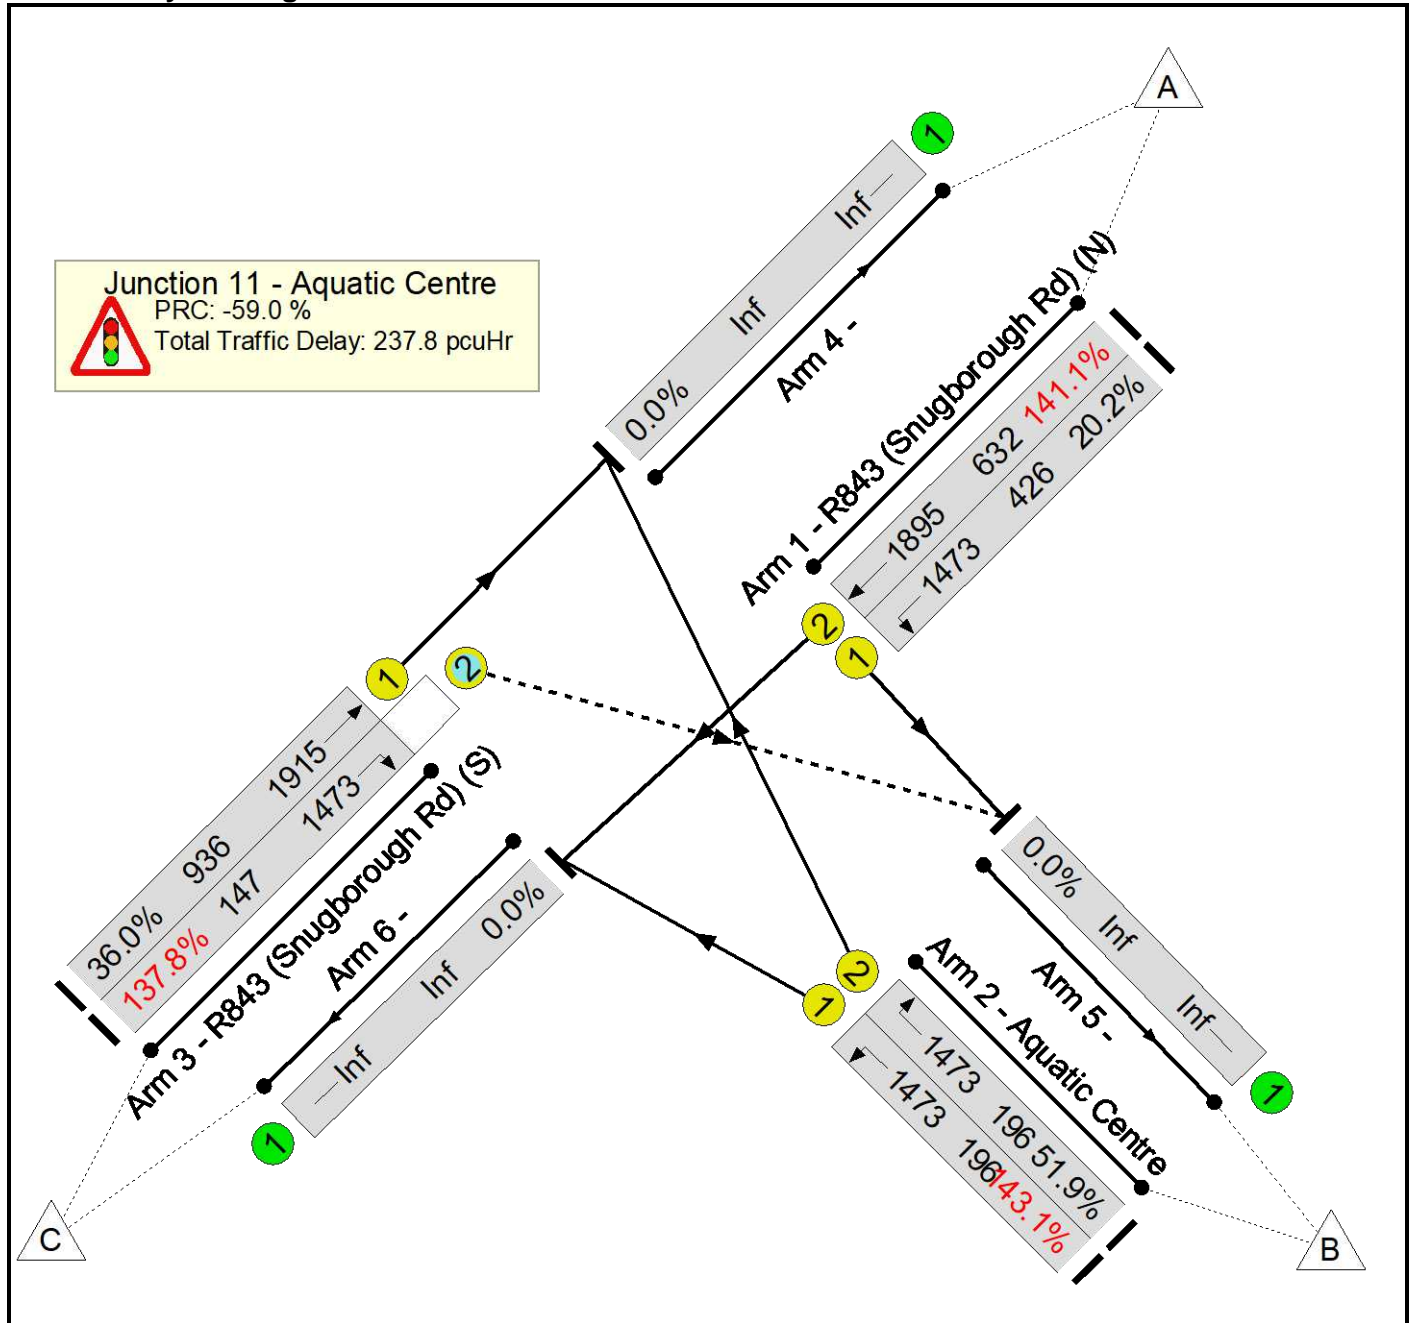 A
1
Inf
Inf
0.0%
Arm 4 -
Junction 11 - Aquatic Centre
PRC: -59.0 %
Total Traffic Delay: 237.8 pcuHr
Arm 1 - R843 (Snugborough Rd) (N)
1895 632 141.1%
1473 426 20.2%
2
1
1
2
36.0% 936 1915
137.8% 147 1473
Arm 3 - R843 (Snugborough Rd) (S)
Arm 6 -
Inf Inf 0.0%
1
0.0% Inf Inf
Arm 5 -
1
Arm 2 - Aquatic Centre
2
1
1473 196 51.9%
1473 196 143.1%
C
B